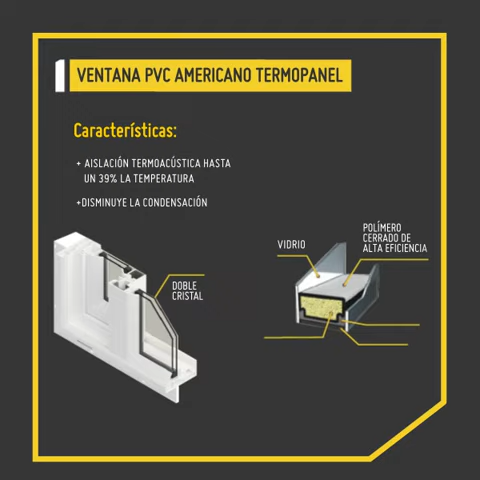 VENTANA PVC AMERICANO TERMOPANEL
Características:
+ AISLACIÓN TERMOACÚSTICA HASTA
UN 39% LA TEMPERATURA
+DISMINUYE LA CONDENSACIÓN
DOBLE
CRISTAL
VIDRIO
POLÍMERO
CERRADO DE
ALTA EFICIENCIA